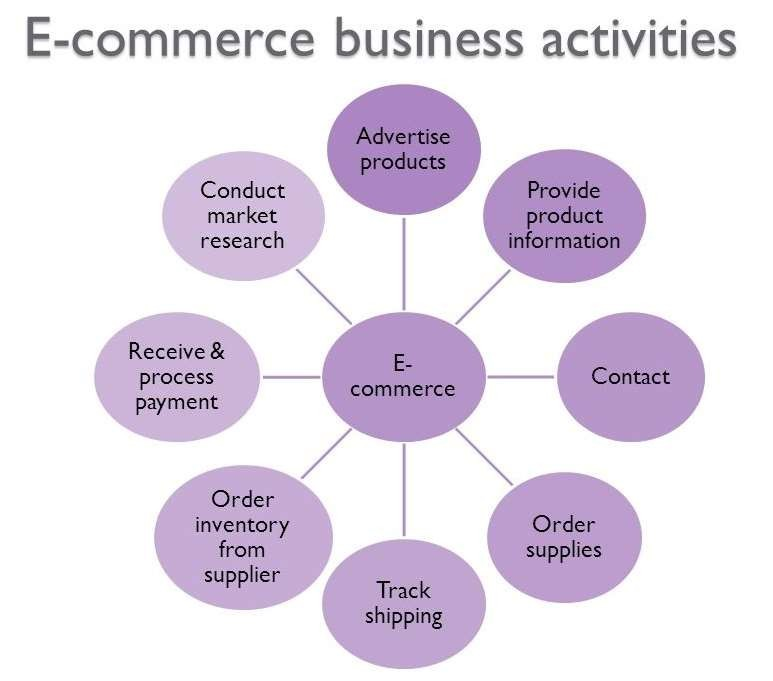 E-commerce business activities
Advertise
products
Provide
product
information
Contact
Order
supplies
Track
shipping
Order
inventory
from
supplier
Receive &
process
payment
Conduct
market
research
E-
commerce